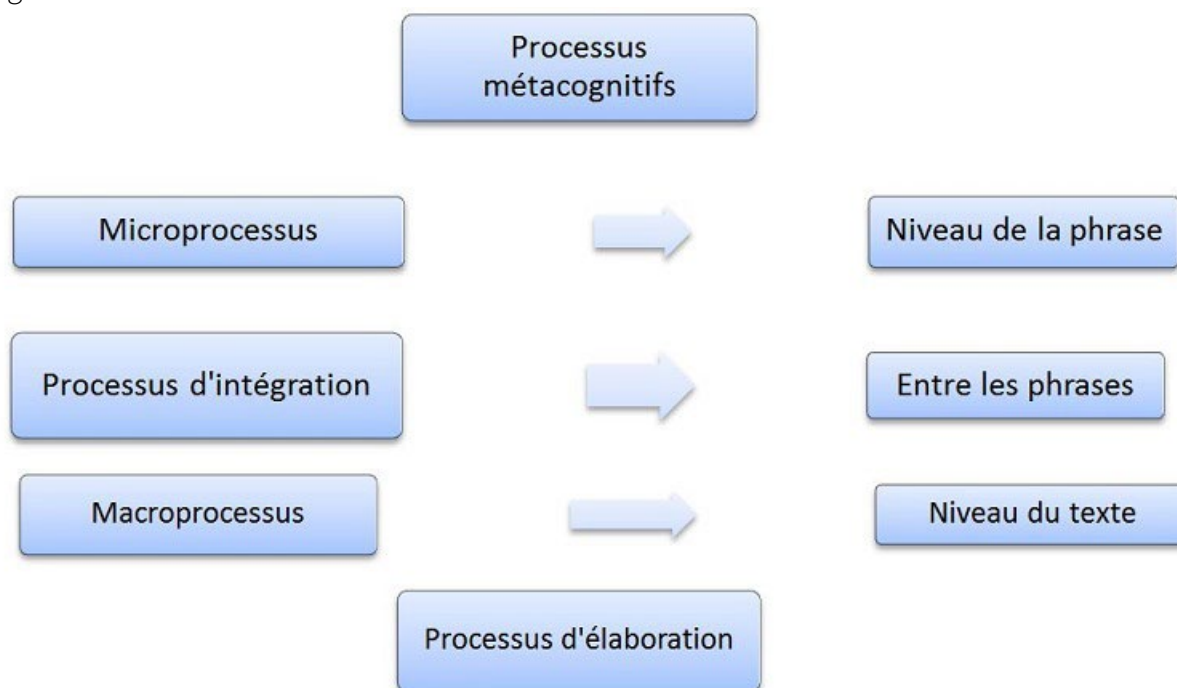 Processus
métacognitifs
Microprocessus
Niveau de la phrase
Processus d'intégration
Entre les phrases
Macroprocessus
Niveau du texte
Processus d'élaboration